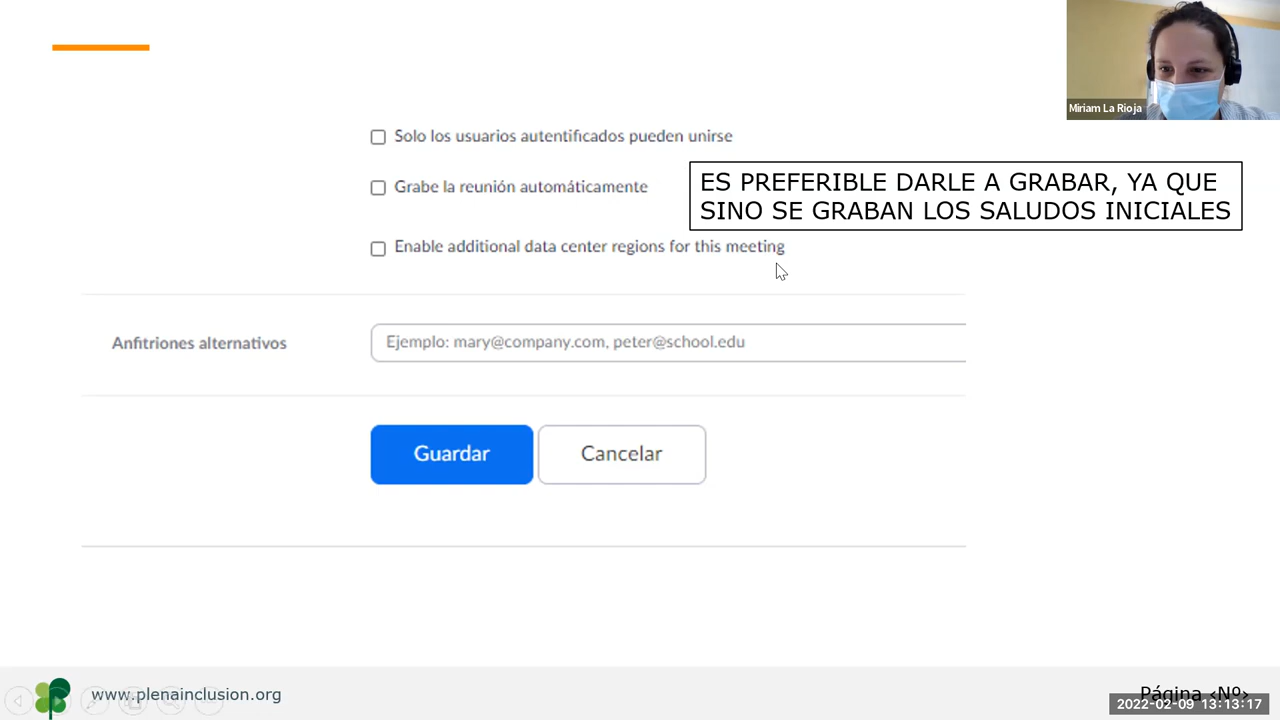 Miriam La Rioja
Solo los usuarios autentificados pueden unirse
Grabe la reunión automáticamente
ES PREFERIBLE DARLE A GRABAR, YA QUE
SINO SE GRABAN LOS SALUDOS INICIALES
Enable additional data center regions for this meeting
Anfitriones alternativos
Ejemplo: mary@company.com, peter@school.edu
Guardar
Cancelar
www.plenainclusion.org
Página ‹Nº›
2022-02-09 13:13:17